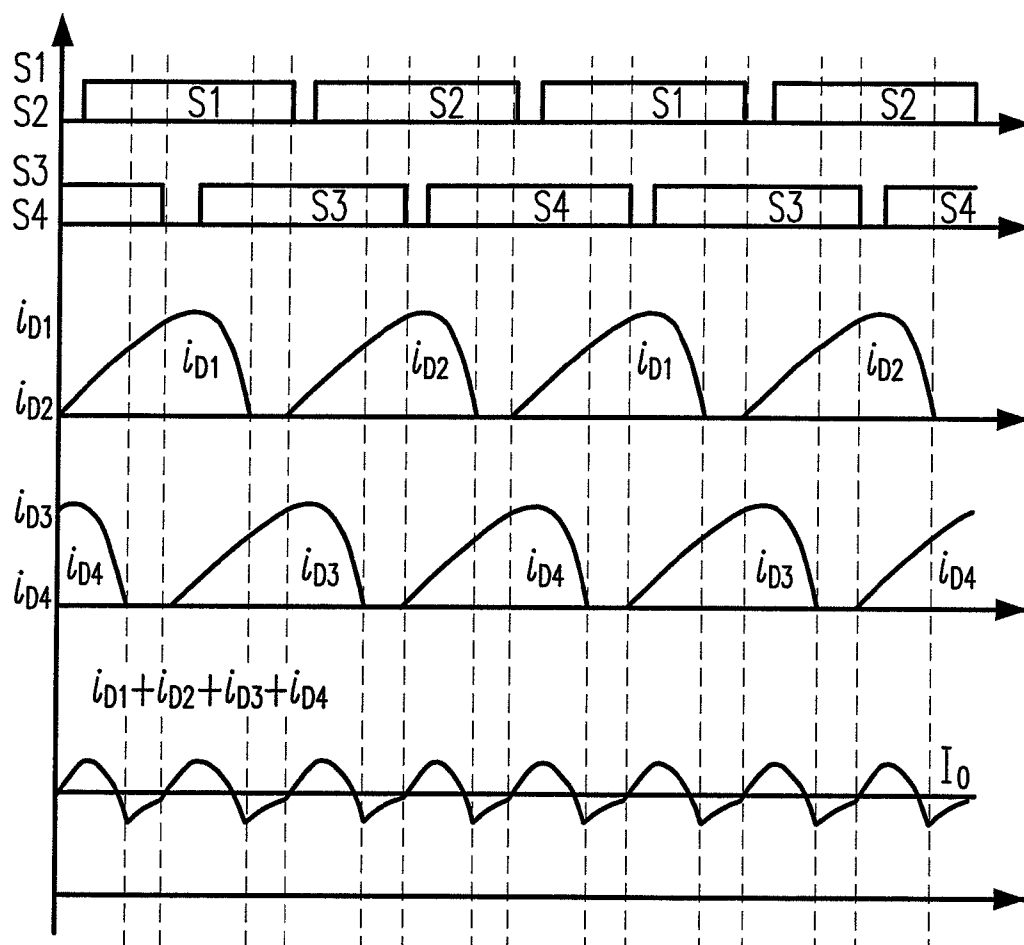 S1
S2
S1
S2
S1
S2
S3
S4
S3
S4
S3
S4
iD1
iD2
iD1
iD2
iD1
iD2
iD3
iD4
iD4
iD3
iD4
iD3
iD4
iD1+iD2+iD3+iD4
I0